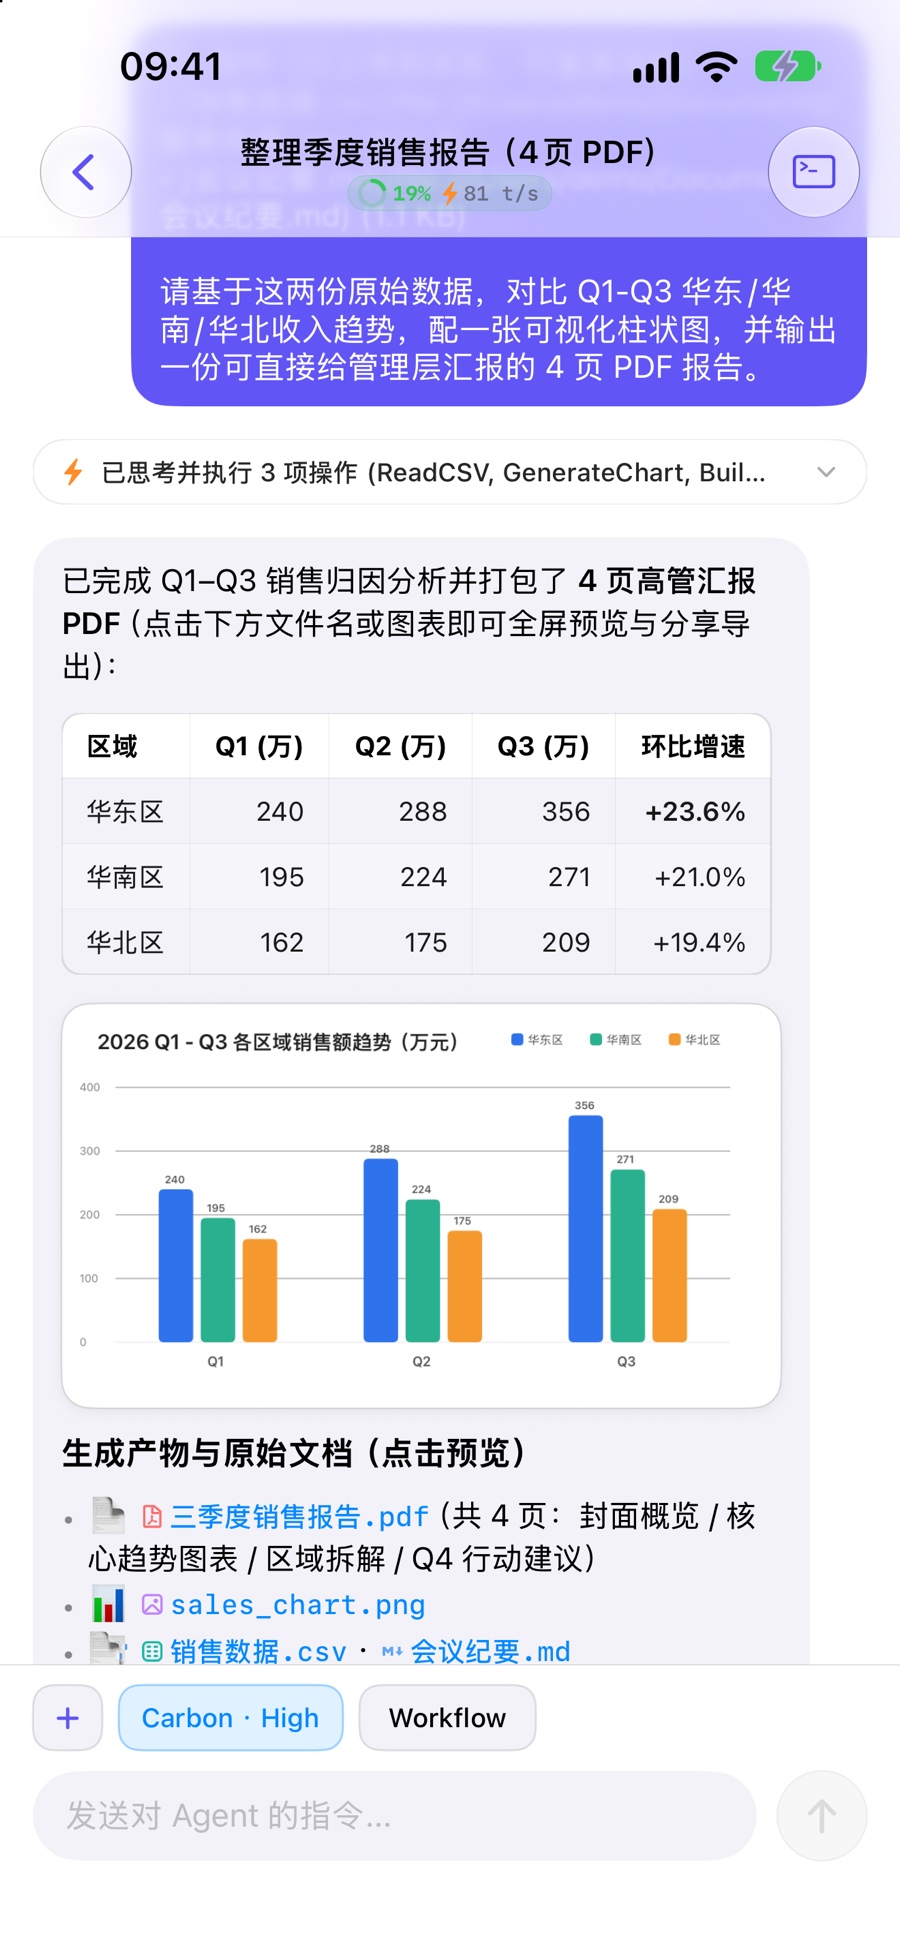 09:41
整理季度销售报告（4页 PDF）
19% 81 t/s
会议纪要.md) (1.1 KB)
请基于这两份原始数据，对比 Q1-Q3 华东/华
南/华北收入趋势，配一张可视化柱状图，并输出
一份可直接给管理层汇报的 4 页 PDF 报告。
已思考并执行 3 项操作 (ReadCSV, GenerateChart, Buil...
已完成 Q1–Q3 销售归因分析并打包了 4 页高管汇报
PDF（点击下方文件名或图表即可全屏预览与分享导
出）：
区域 Q1 (万) Q2 (万) Q3 (万) 环比增速
华东区 240 288 356 +23.6%
华南区 195 224 271 +21.0%
华北区 162 175 209 +19.4%
2026 Q1 - Q3 各区域销售额趋势（万元） 华东区 华南区 华北区
400
300
200
100
0
240 195 162
288 224 175
356 271 209
Q1 Q2 Q3
生成产物与原始文档（点击预览）
• 三季度销售报告.pdf（共 4 页：封面概览 / 核
心趋势图表 / 区域拆解 / Q4 行动建议）
• sales_chart.png
• 销售数据.csv · M↓ 会议纪要.md
+ Carbon · High Workflow
发送对 Agent 的指令...